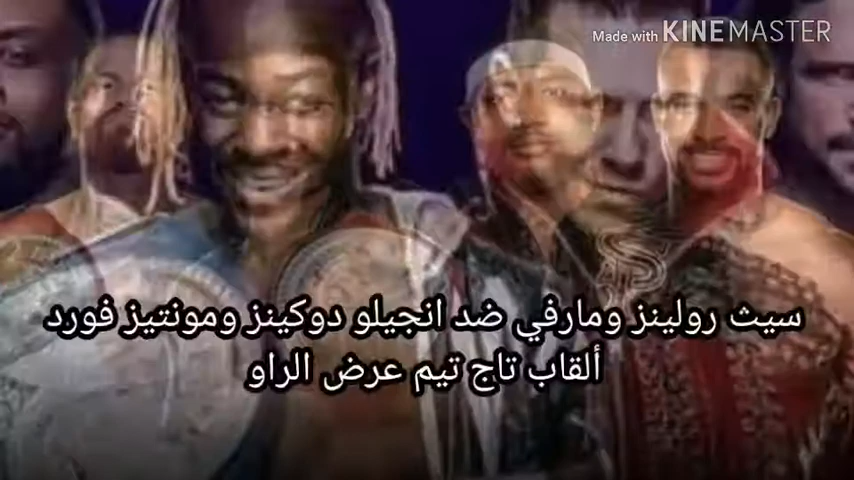 Made with KINEMASTER
سيث رولينز ومارفي ضد انجيلو دوكينز ومونتيز فورد
ألقاب تاج تيم عرض الراو